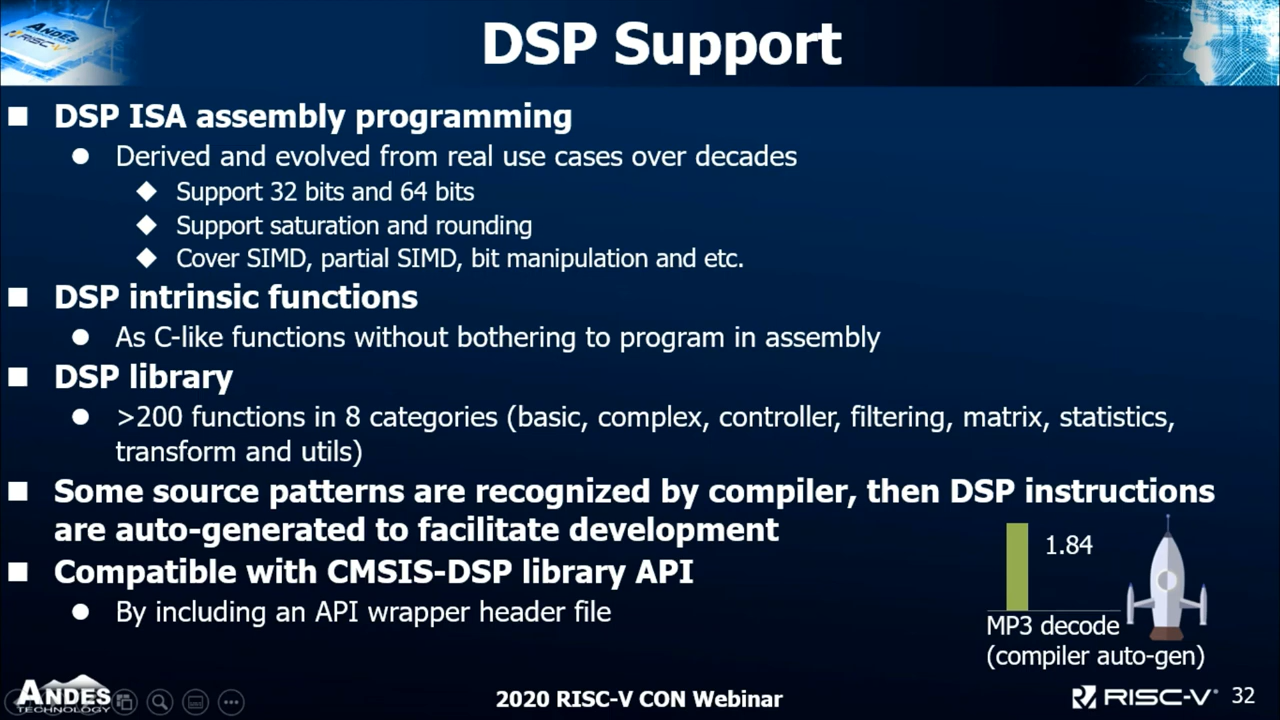 ANDES
RISC-V
DSP Support
DSP ISA assembly programming
Derived and evolved from real use cases over decades
Support 32 bits and 64 bits
Support saturation and rounding
Cover SIMD, partial SIMD, bit manipulation and etc.
DSP intrinsic functions
As C-like functions without bothering to program in assembly
DSP library
>200 functions in 8 categories (basic, complex, controller, filtering, matrix, statistics,
transform and utils)
Some source patterns are recognized by compiler, then DSP instructions
are auto-generated to facilitate development
1.84
Compatible with CMSIS-DSP library API
By including an API wrapper header file
MP3 decode
(compiler auto-gen)
ANDES
TECHNOLOGY
2020 RISC-V CON Webinar
RISC-V®
32